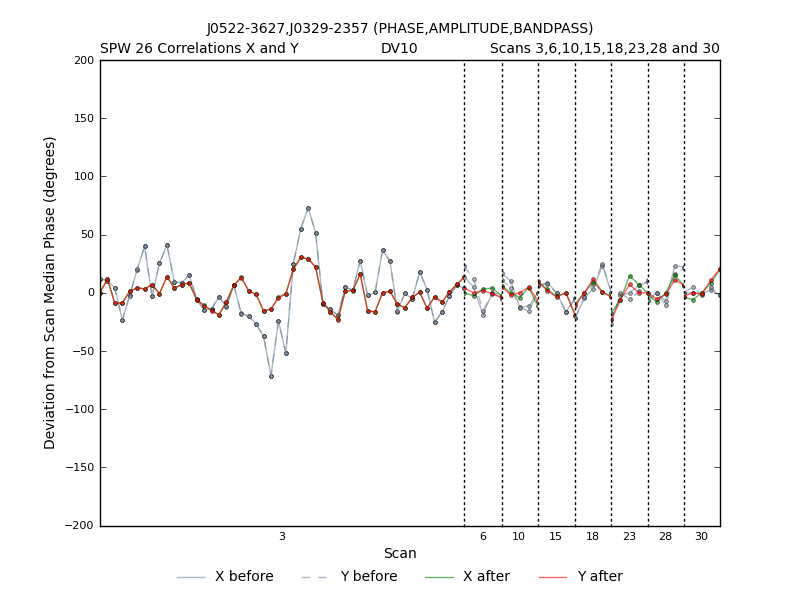 J0522-3627,J0329-2357 (PHASE,AMPLITUDE,BANDPASS)
SPW 26 Correlations X and Y DV10 Scans 3,6,10,15,18,23,28 and 30
200
150
100
50
0
−50
−100
−150
−200
Deviation from Scan Median Phase (degrees)
3 6 10 15 18 23 28 30
Scan
X before Y before X after Y after